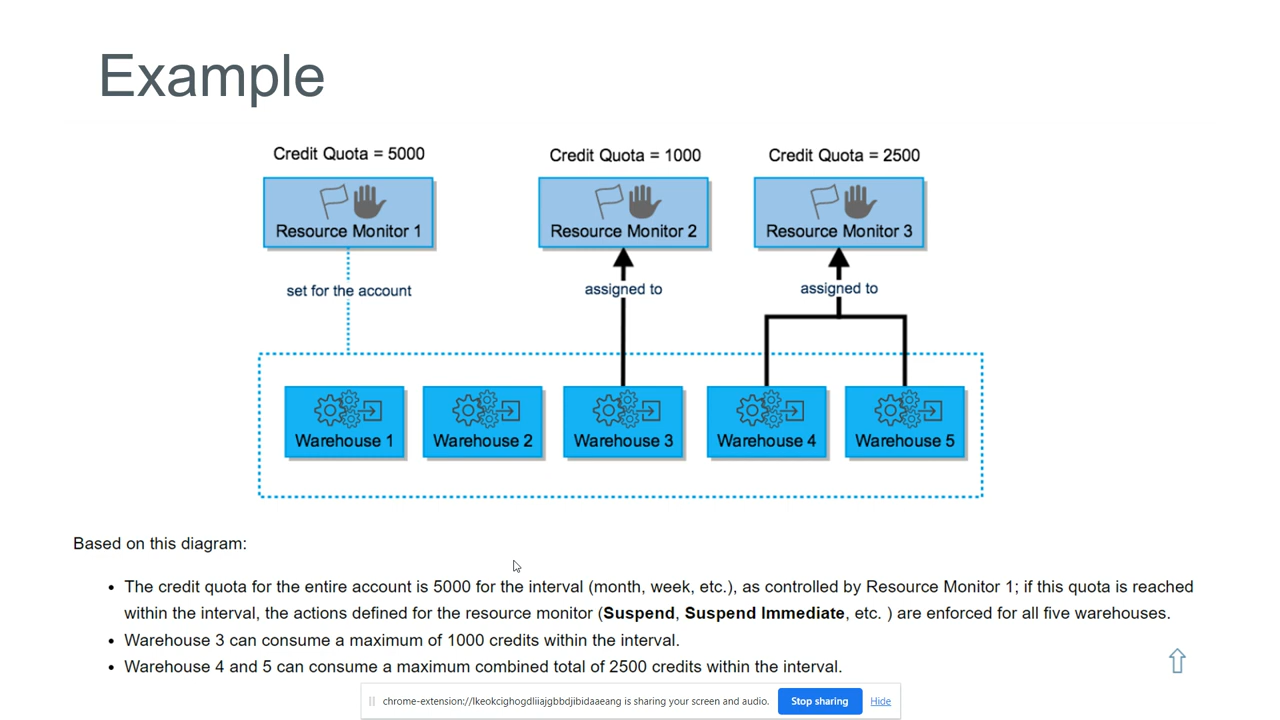 Example
Credit Quota = 5000
Credit Quota = 1000
Credit Quota = 2500
Resource Monitor 1
Resource Monitor 2
Resource Monitor 3
set for the account
assigned to
assigned to
Warehouse 1
Warehouse 2
Warehouse 3
Warehouse 4
Warehouse 5
Based on this diagram:
• The credit quota for the entire account is 5000 for the interval (month, week, etc.), as controlled by Resource Monitor 1; if this quota is reached
within the interval, the actions defined for the resource monitor (Suspend, Suspend Immediate, etc. ) are enforced for all five warehouses.
• Warehouse 3 can consume a maximum of 1000 credits within the interval.
• Warehouse 4 and 5 can consume a maximum combined total of 2500 credits within the interval.
chrome-extension://lkeokcighogdliiajgbbdjibidaaeang is sharing your screen and audio.
Stop sharing
Hide